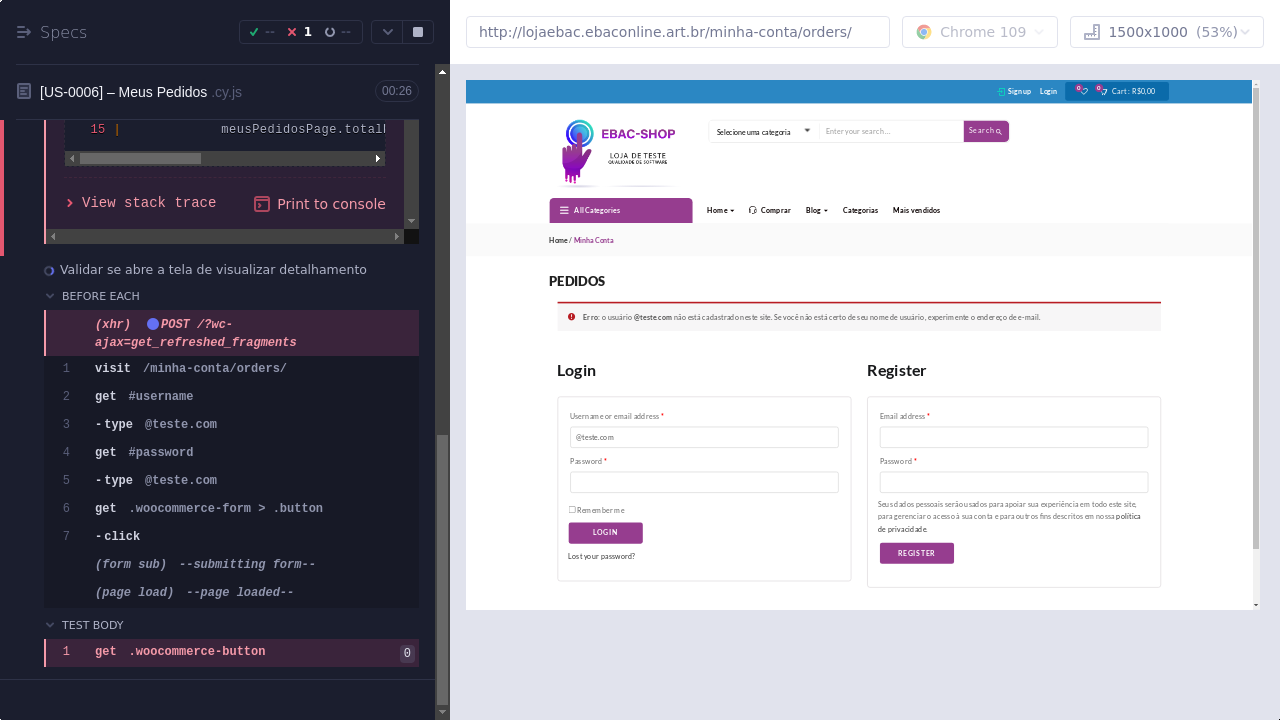 Specs
-- 1 --
http://lojaebac.ebaconline.art.br/minha-conta/orders/
Chrome 109
1500x1000 (53%)
[US-0006] – Meus Pedidos .cy.js
00:26
15 |
View stack trace
Print to console
Validar se abre a tela de visualizar detalhamento
BEFORE EACH
(xhr) POST /?wc-
ajax=get_refreshed_fragments
1 visit /minha-conta/orders/
2 get #username
3 -type @teste.com
4 get #password
5 -type @teste.com
6 get .woocommerce-form > .button
7 -click
(form sub) --submitting form--
(page load) --page loaded--
TEST BODY
1 get .woocommerce-button 0
Signup Login 0 0 Cart: R$0,00
EBAC-SHOP
LOJA DE TESTE
QUALIDADE DE SOFTWARE
Selecione uma categoria
Enter your search...
Search
All Categories
Home Comprar Blog Categorias Mais vendidos
Home / Minha Conta
PEDIDOS
Erro: o usuário @teste.com não está cadastrado neste site. Se você não está certo de seu nome de usuário, experimente o endereço de e-mail.
Login
Username or email address *
@teste.com
Password *
Remember me
LOGIN
Lost your password?
Register
Email address *
Password *
Seus dados pessoais serão usados para apoiar sua experiência em todo este site,
para gerenciar o acesso à sua conta e para outros fins descritos em nossa política
de privacidade.
REGISTER